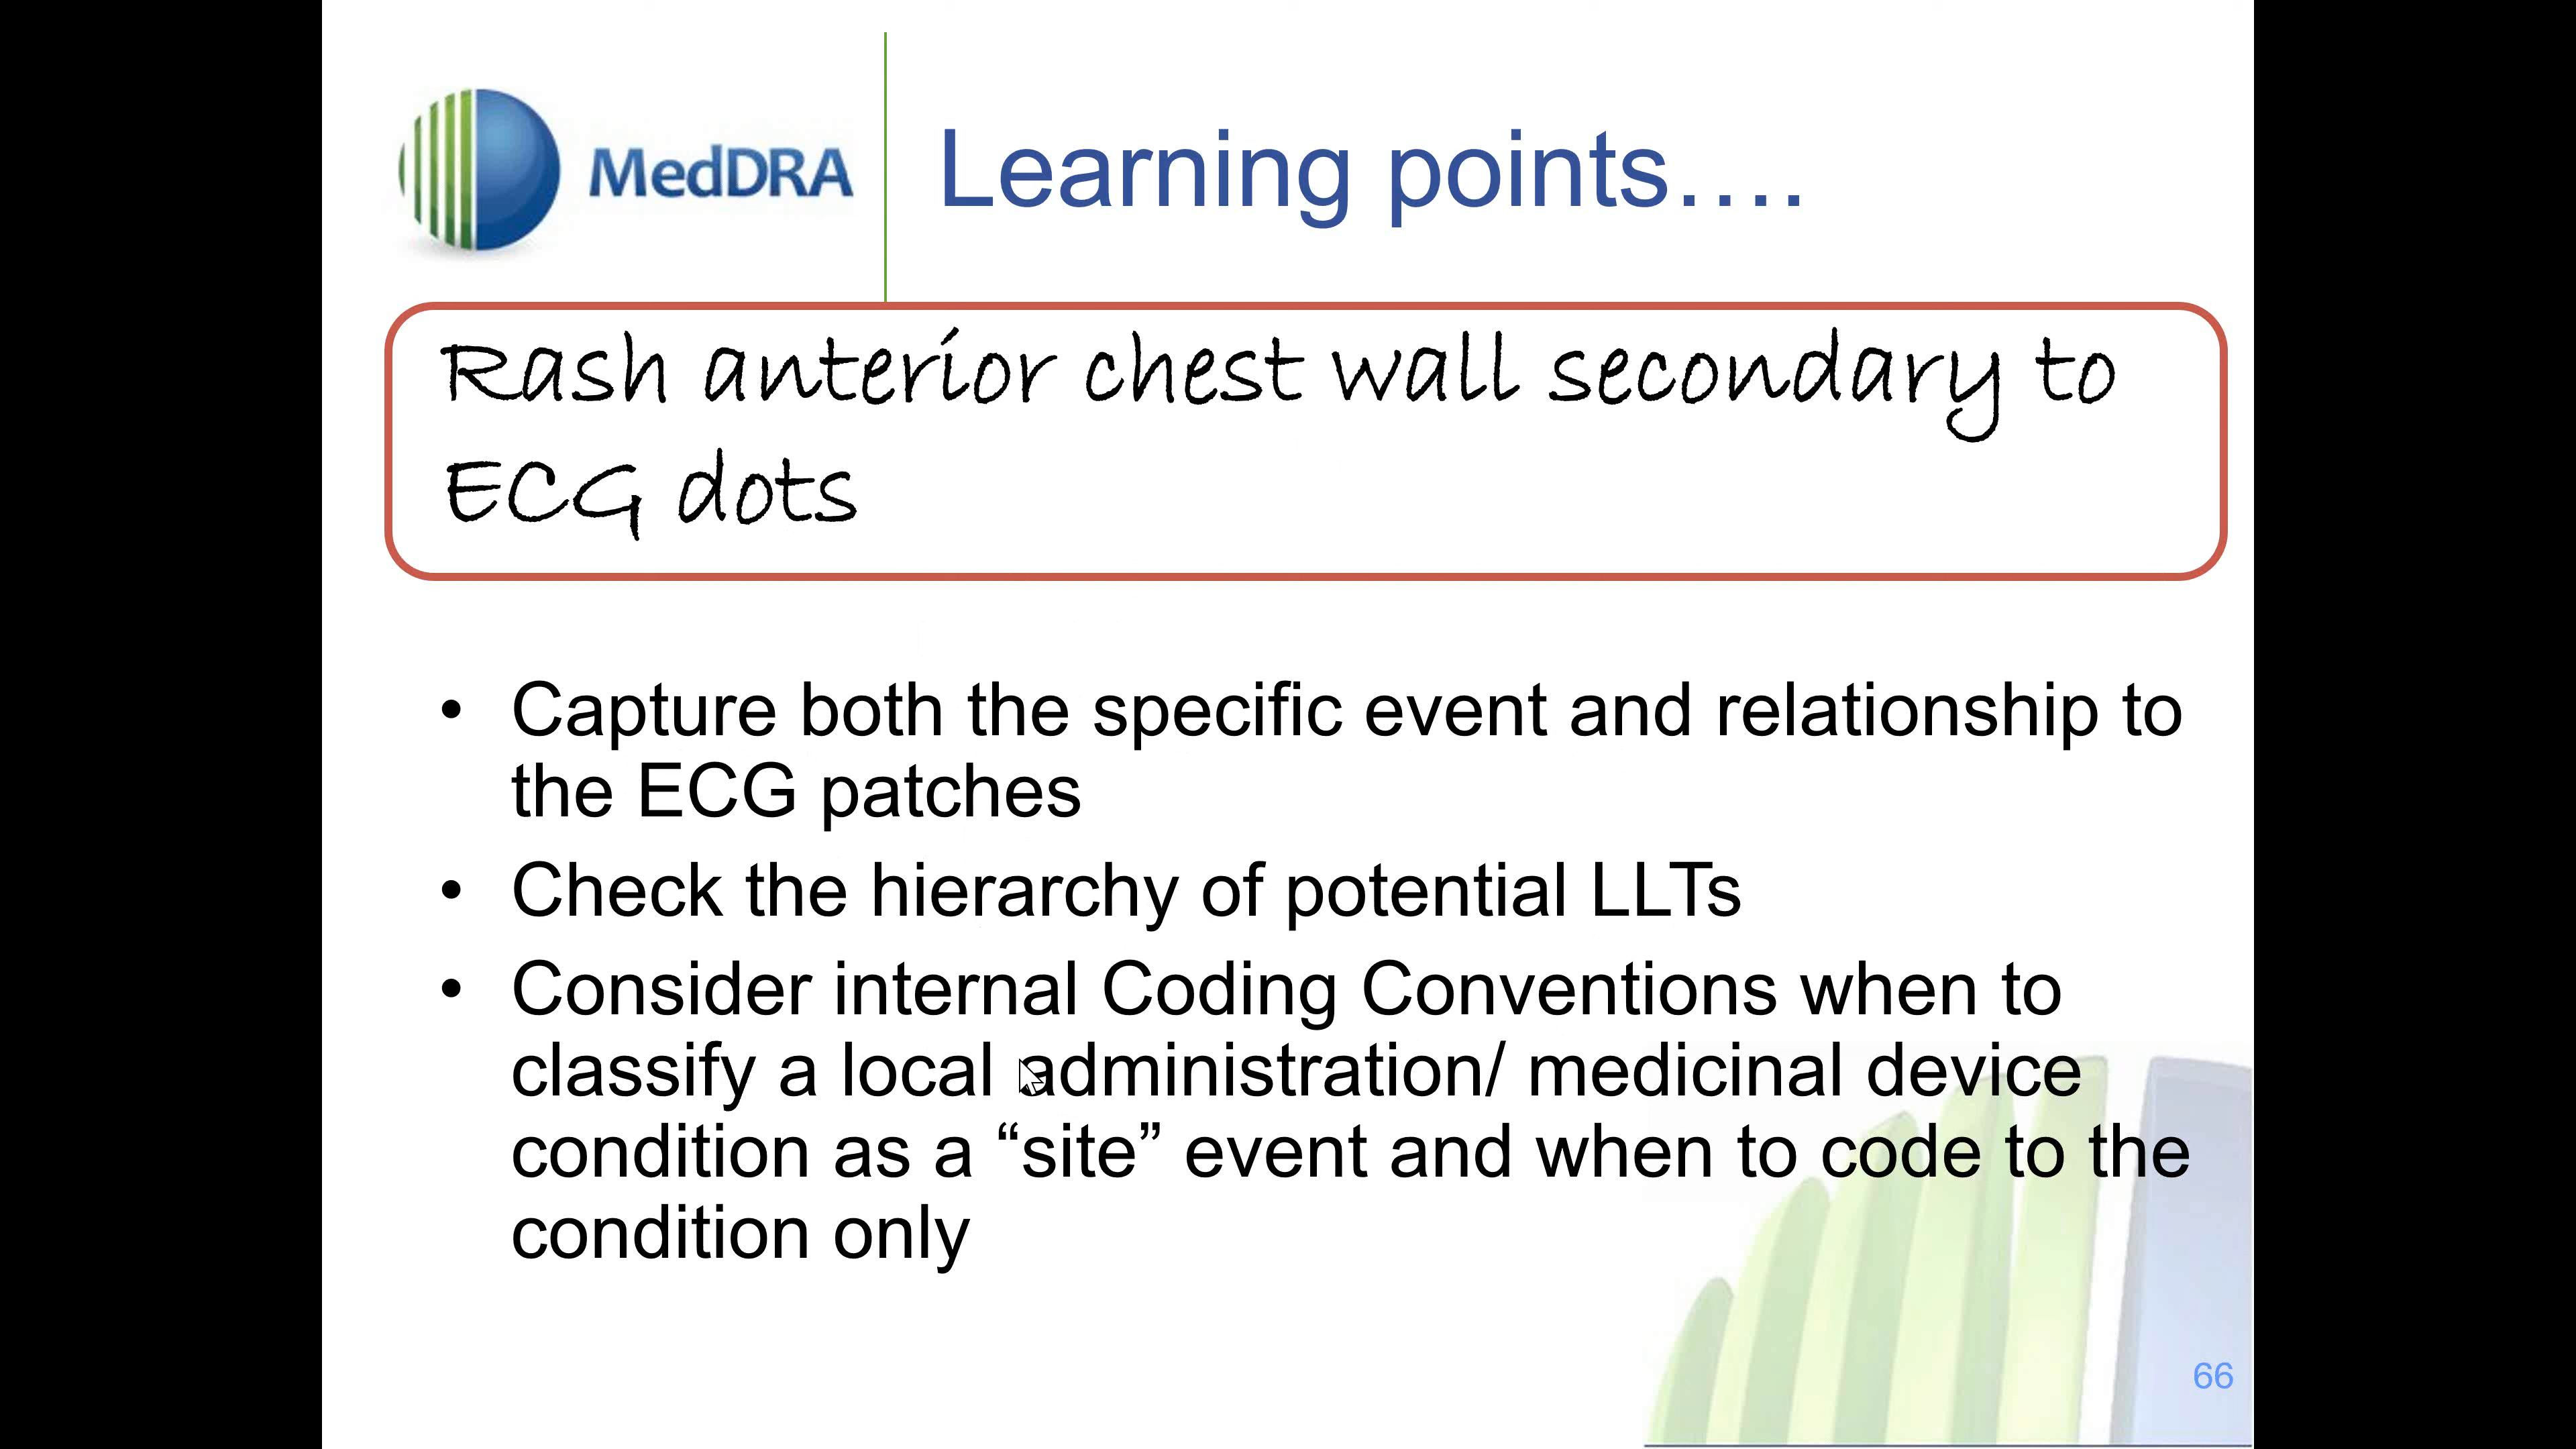 MedDRA
Learning points….
Rash anterior chest wall secondary to
ECG dots
• Capture both the specific event and relationship to
the ECG patches
• Check the hierarchy of potential LLTs
• Consider internal Coding Conventions when to
classify a local administration/ medicinal device
condition as a “site” event and when to code to the
condition only
66